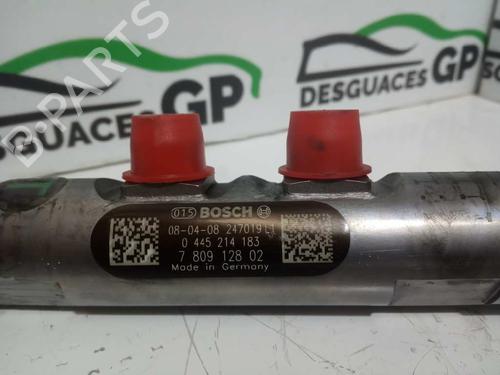 DESGUACES GP
DESGUACES GP
B-PARTS
015 BOSCH
08-04-08 24701911
0 445 214 183
7 809 128 02
Made in Germany